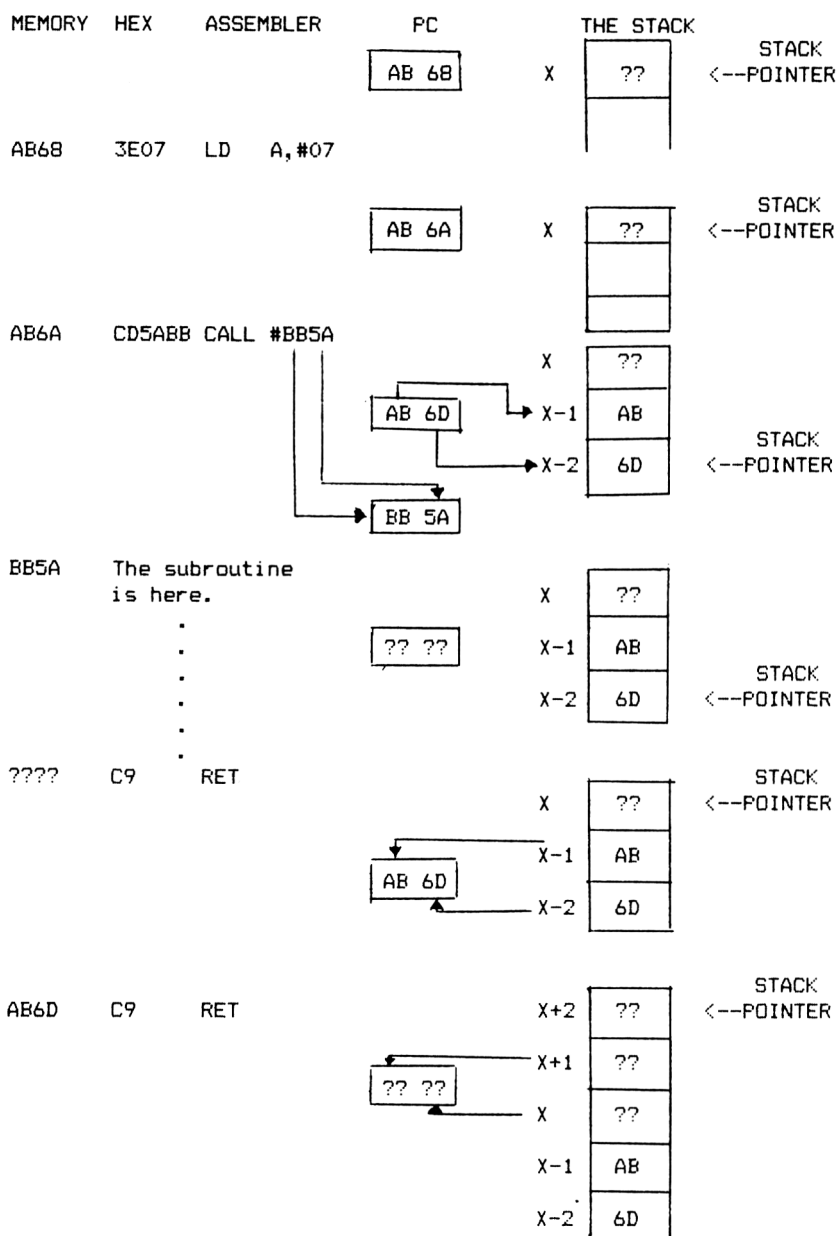 MEMORY HEX ASSEMBLER PC THE STACK
STACK
AB 68 X ?? <--POINTER
AB68 3E07 LD A,#07
STACK
AB 6A X ?? <--POINTER
AB6A CD5ABB CALL #BB5A
X ??
AB 6D X-1 AB
STACK
X-2 6D <--POINTER
BB 5A
BB5A The subroutine
is here.
X ??
.
?? ?? X-1 AB
.
STACK
.
X-2 6D <--POINTER
.
.
.
???? C9 RET STACK
X ?? <--POINTER
X-1 AB
AB 6D
X-2 6D
STACK
AB6D C9 RET X+2 ?? <--POINTER
X+1 ??
?? ??
X ??
X-1 AB
X-2 6D